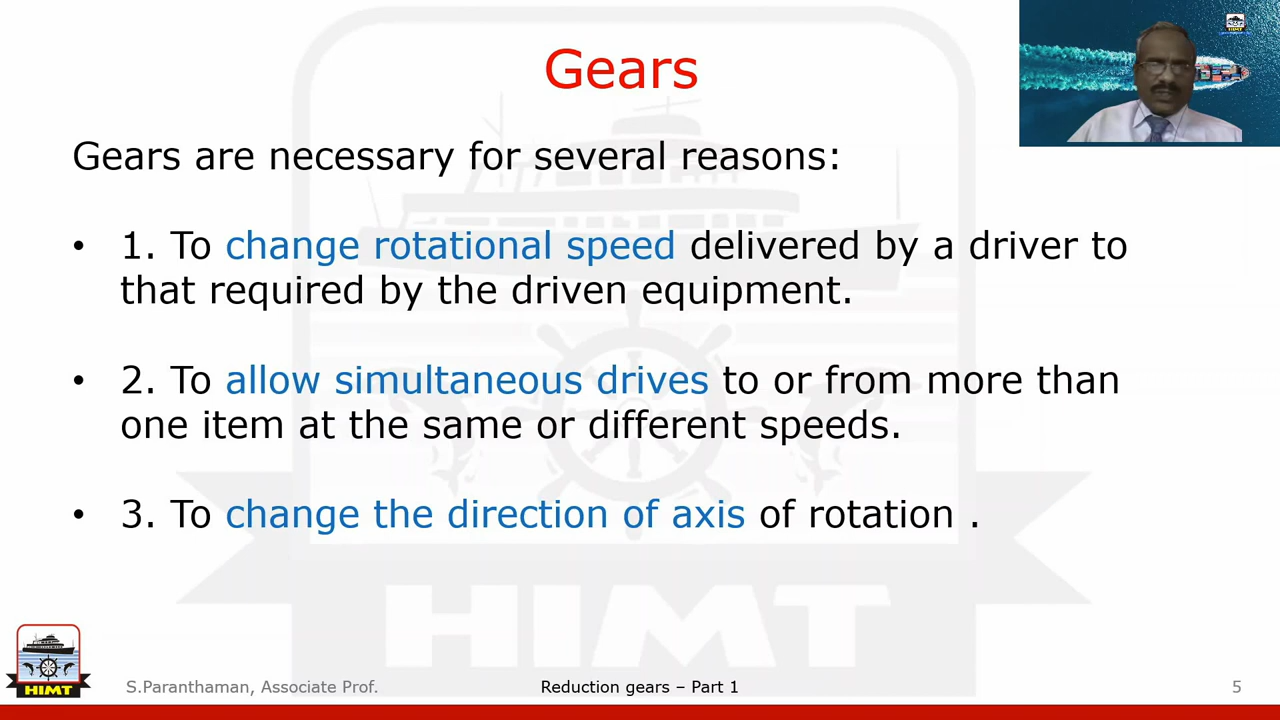 Gears
HIMT
Gears are necessary for several reasons:
• 1. To change rotational speed delivered by a driver to
that required by the driven equipment.
• 2. To allow simultaneous drives to or from more than
one item at the same or different speeds.
• 3. To change the direction of axis of rotation .
HIMT
HIMT
S.Paranthaman, Associate Prof.
Reduction gears – Part 1
5